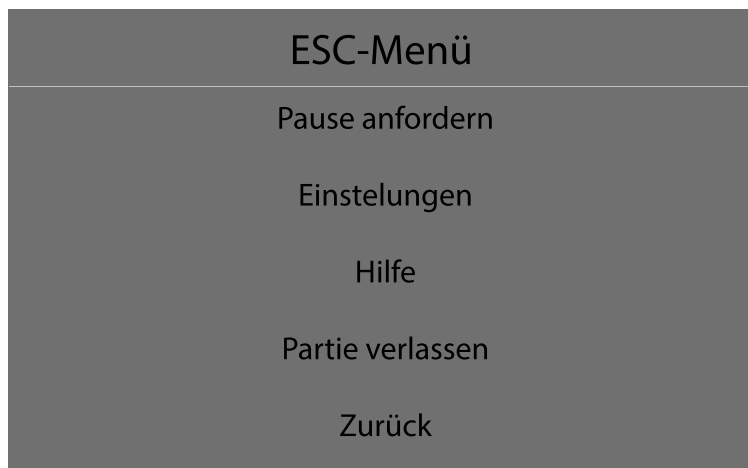 ESC-Menü
Pause anfordern
Einstelungen
Hilfe
Partie verlassen
Zurück